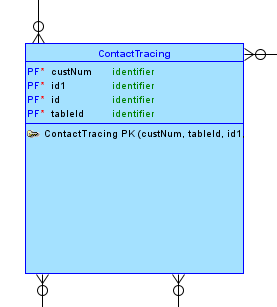 ContactTracing
PF* custNum identifier
PF* id1 identifier
PF* id identifier
PF* tableId identifier
ContactTracing PK (custNum, tableId, id1